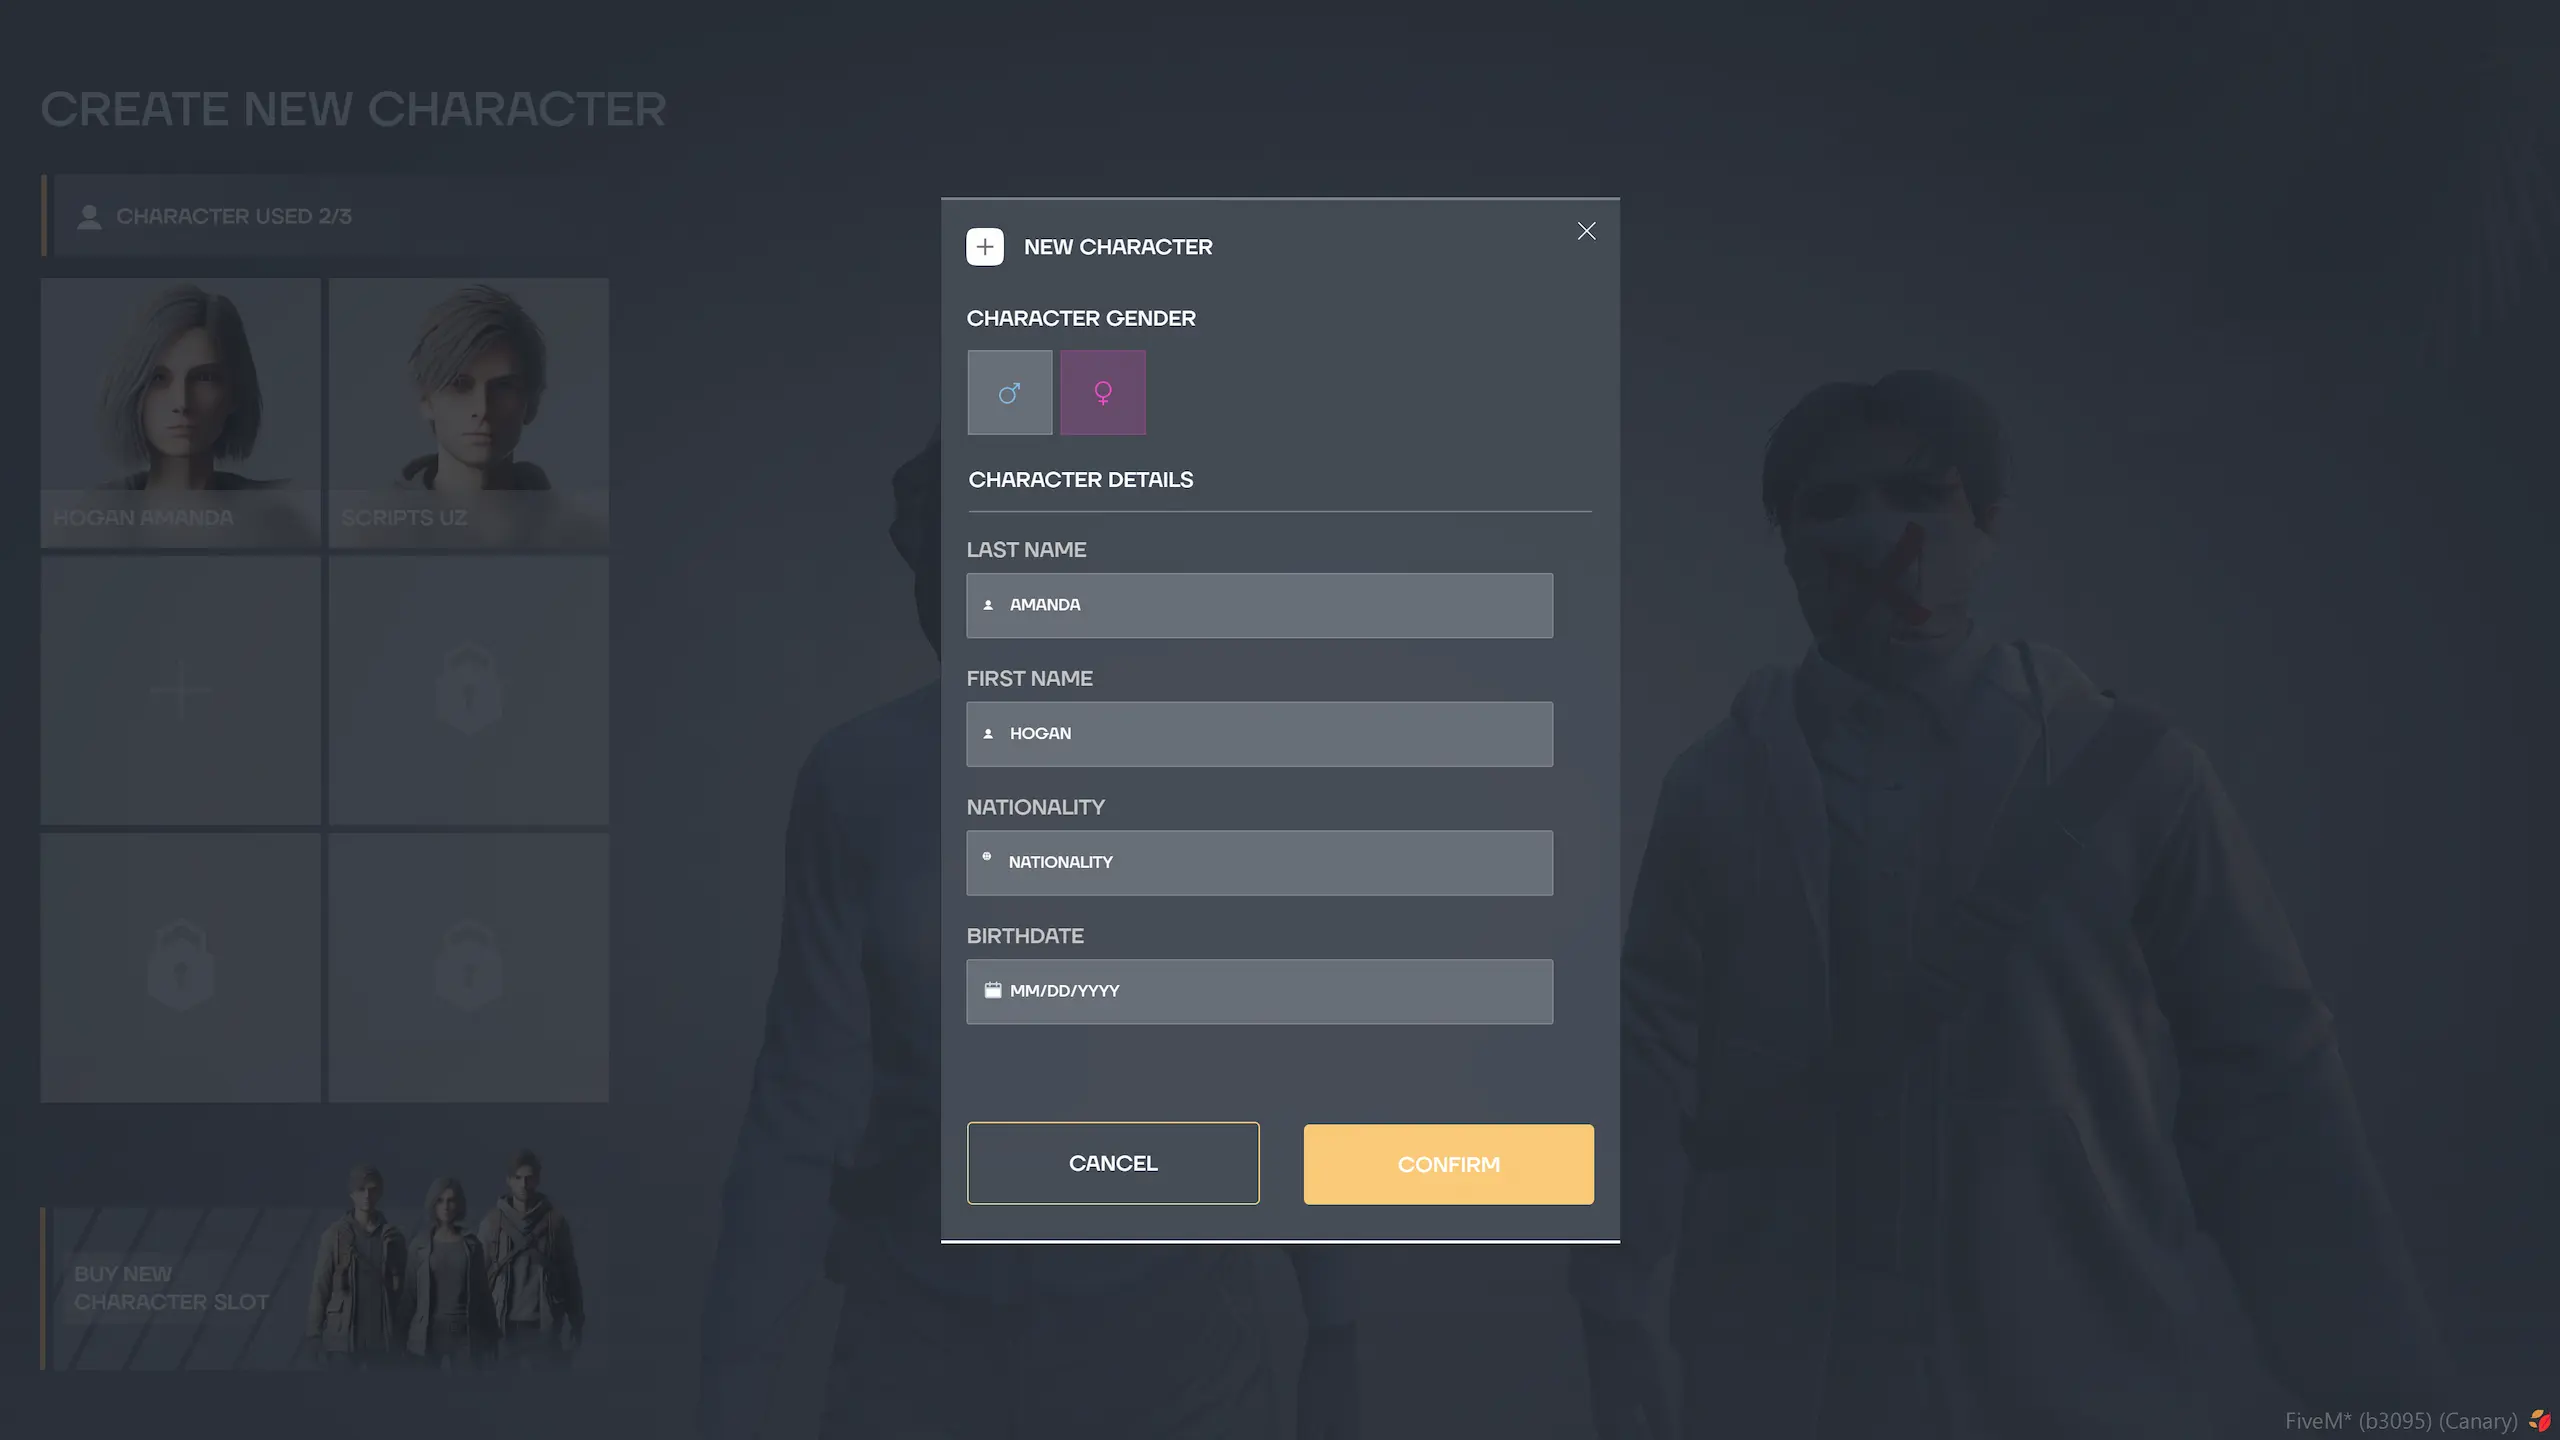 CREATE NEW CHARACTER
CHARACTER USED 2/3
HOGAN AMANDA
SCRIPTS UZ
BUY NEW
CHARACTER SLOT
NEW CHARACTER
CHARACTER GENDER
CHARACTER DETAILS
LAST NAME
AMANDA
FIRST NAME
HOGAN
NATIONALITY
NATIONALITY
BIRTHDATE
MM/DD/YYYY
CANCEL
CONFIRM
FiveM* (b3095) (Canary)